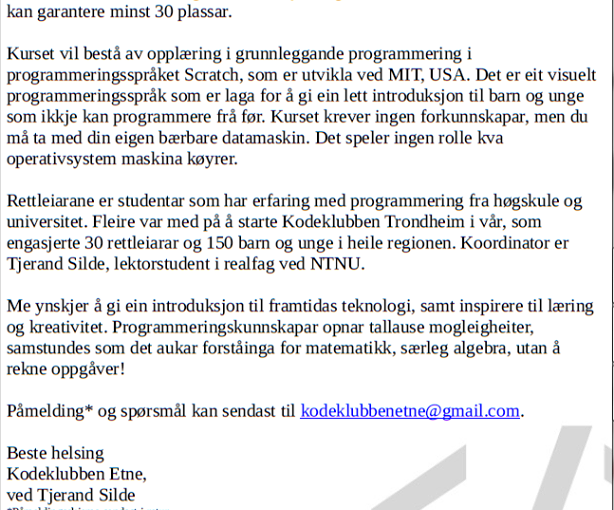 kan garantere minst 30 plassar.
Kurset vil bestå av opplæring i grunnleggande programmering i
programmeringsspråket Scratch, som er utvikla ved MIT, USA. Det er eit visuelt
programmeringsspråk som er laga for å gi ein lett introduksjon til barn og unge
som ikkje kan programmere frå før. Kurset krever ingen forkunnskapar, men du
må ta med din eigen bærbare datamaskin. Det speler ingen rolle kva
operativsystem maskina køyrer.
Rettleiarane er studentar som har erfaring med programmering fra høgskule og
universitet. Fleire var med på å starte Kodeklubben Trondheim i vår, som
engasjerte 30 rettleiarar og 150 barn og unge i heile regionen. Koordinator er
Tjerand Silde, lektorstudent i realfag ved NTNU.
Me ynskjer å gi ein introduksjon til framtidas teknologi, samt inspirere til læring
og kreativitet. Programmeringskunnskapar opnar tallause mogleigheiter,
samstundes som det aukar forståinga for matematikk, særleg algebra, utan å
rekne oppgåver!
Påmelding* og spørsmål kan sendast til kodeklubbenetne@gmail.com.
Beste helsing
Kodeklubben Etne,
ved Tjerand Silde